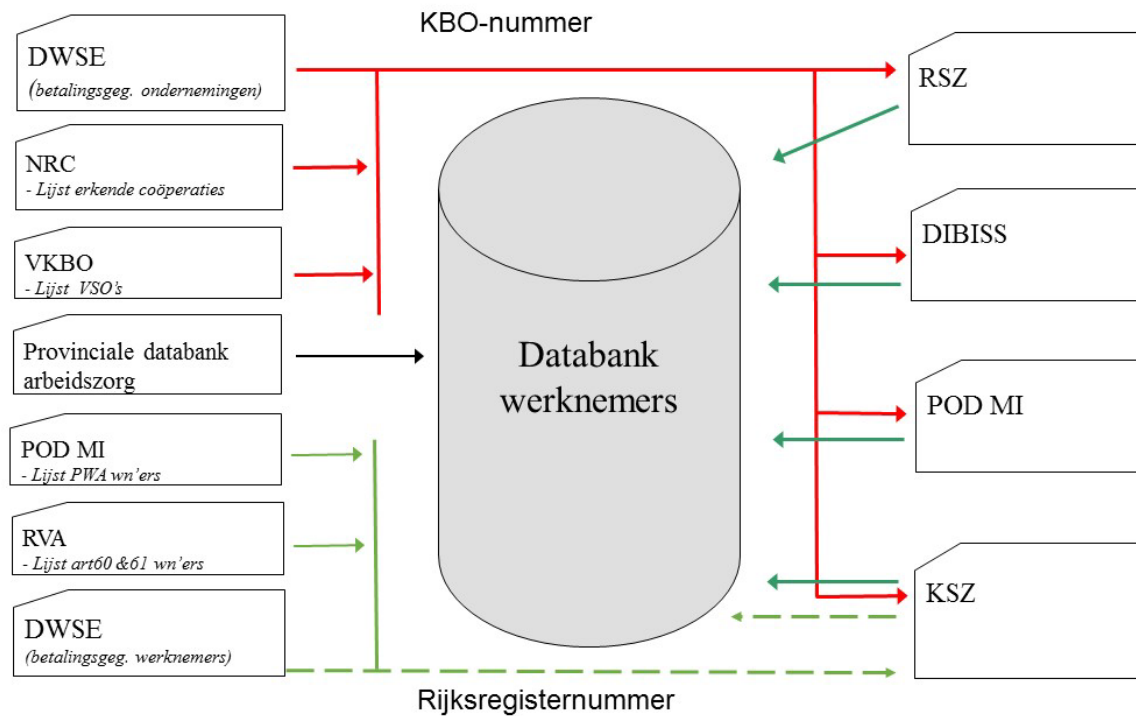 KBO-nummer
DWSE
(betalingsgeg. ondernemingen)
NRC
- Lijst erkende coöperaties
VKBO
- Lijst VSO's
Provinciale databank
arbeidszorg
POD MI
- Lijst PWA wn'ers
RVA
- Lijst art60 &61 wn'ers
DWSE
(betalingsgeg. werknemers)
Databank
werknemers
RSZ
DIBISS
POD MI
KSZ
Rijksregisternummer